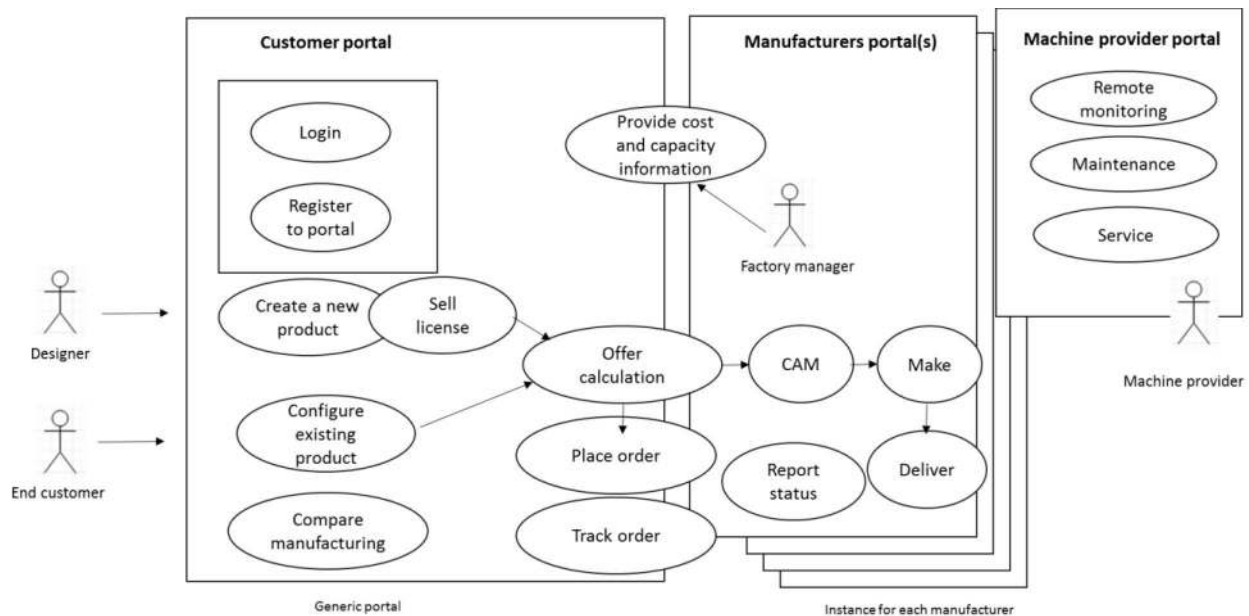 Customer portal
Manufacturers portal(s)
Machine provider portal
Login
Register
to portal
Create a new
product
Sell
license
Configure
existing
product
Compare
manufacturing
Provide cost
and capacity
information
Offer
calculation
Place order
Track order
Factory manager
CAM
Make
Report
status
Deliver
Remote
monitoring
Maintenance
Service
Machine provider
Designer
End customer
Generic portal
Instance for each manufacturer